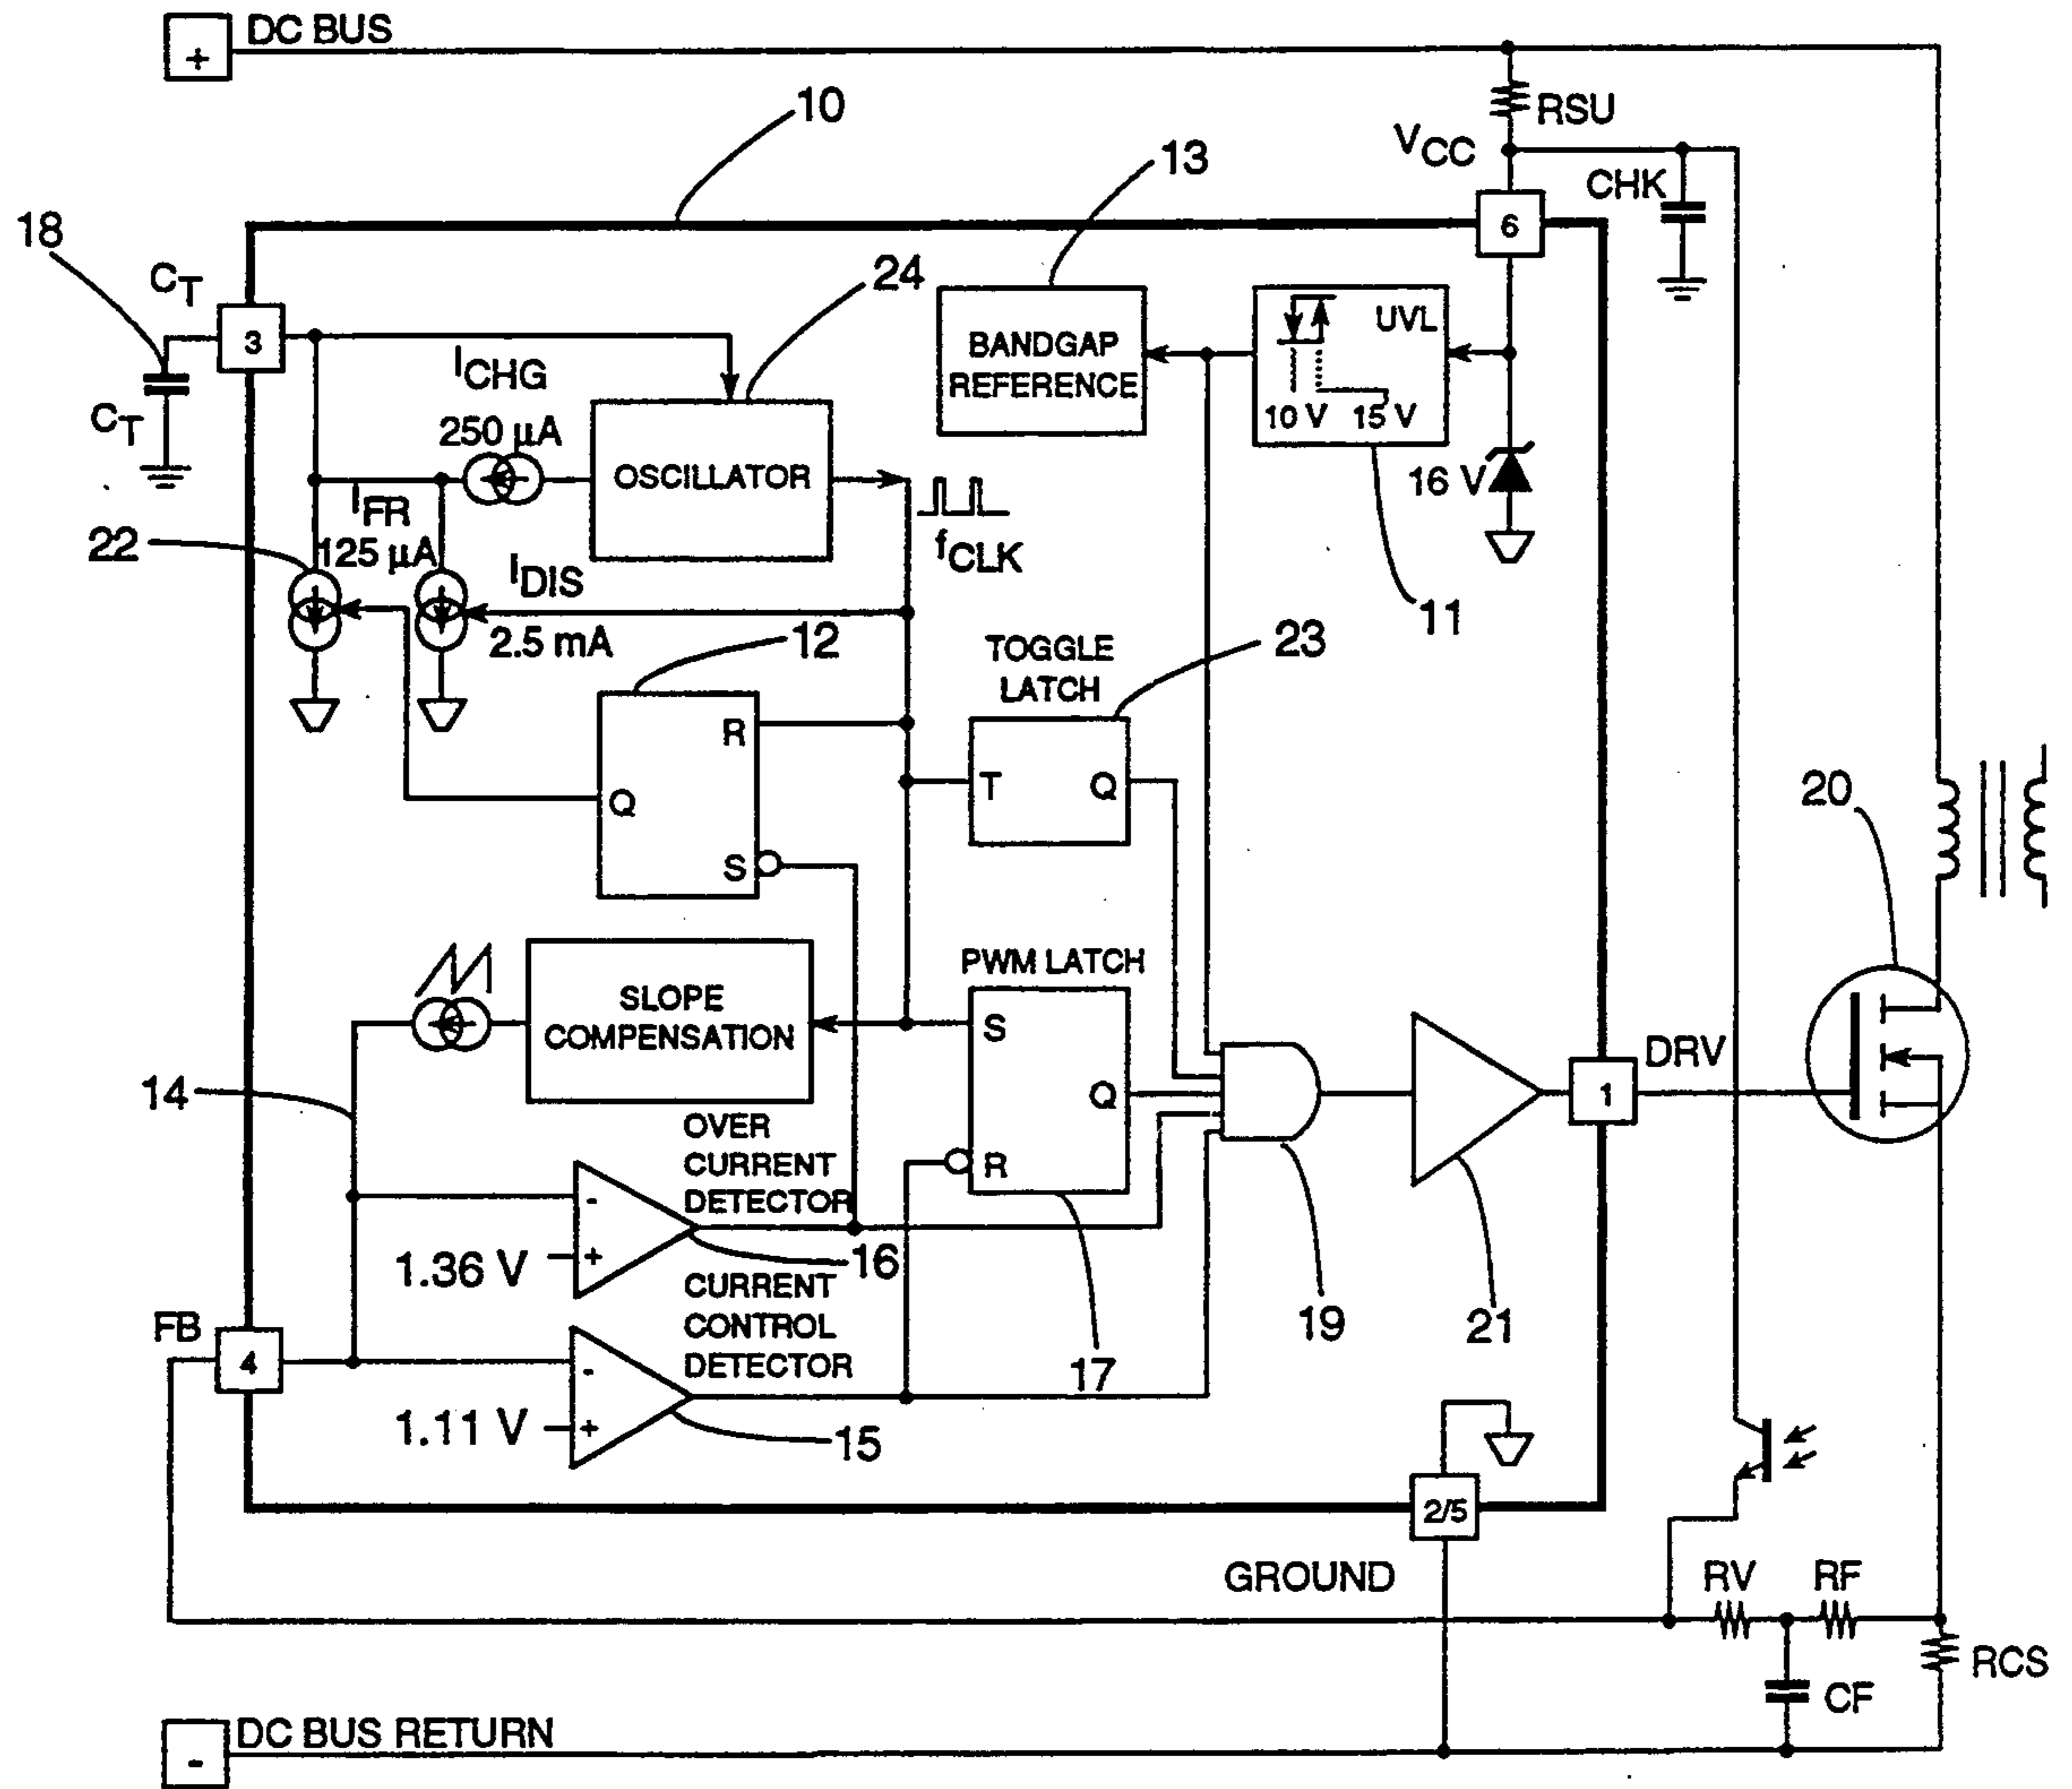 + DC BUS
10
RSU
VCC
13
CHK
6
18
CT
24
3
BANDGAP
REFERENCE
UVL
10 V 15 V
ICHG
CT
250 µA
OSCILLATOR
16 V
IFR
22
125 µA
fCLK
IDIS
2.5 mA
12
11
TOGGLE
LATCH
23
R
Q
S
T Q
20
PWM LATCH
SLOPE
COMPENSATION
S
Q
R
14
DRV
1
OVER
CURRENT
DETECTOR
-
+
1.36 V
16
CURRENT
CONTROL
DETECTOR
19
21
FB
4
17
-
+
1.11 V
15
2/5
GROUND
RV RF
RCS
CF
- DC BUS RETURN